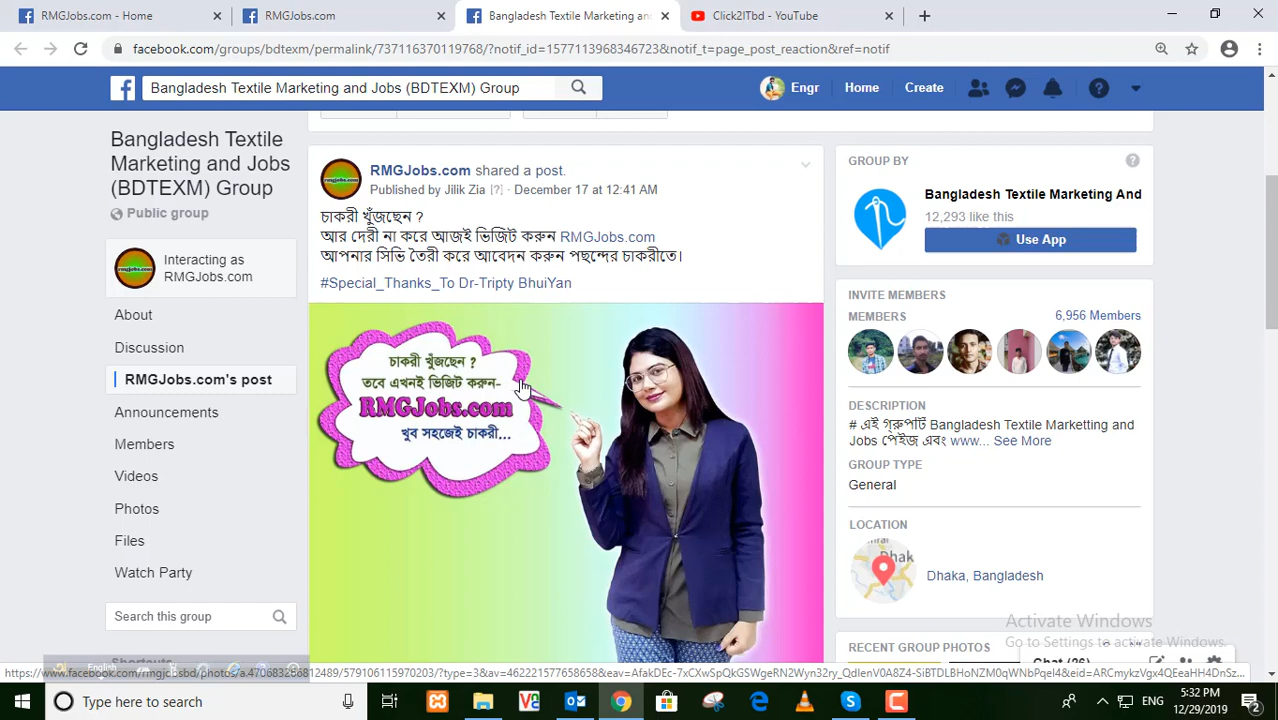 RMGJobs.com - Home
RMGJobs.com
Bangladesh Textile Marketing and
Click2ITbd - YouTube
facebook.com/groups/bdtexm/permalink/737116370119768/?notif_id=1577113968346723&notif_t=page_post_reaction&ref=notif
Bangladesh Textile Marketing and Jobs (BDTEXM) Group
Engr
Home
Create
Bangladesh Textile
Marketing and Jobs
(BDTEXM) Group
Public group
Interacting as
RMGJobs.com
About
Discussion
RMGJobs.com's post
Announcements
Members
Videos
Photos
Files
Watch Party
Search this group
Shortcuts
English
RMGJobs.com shared a post.
Published by Jilik Zia [?] · December 17 at 12:41 AM
চাকরী খুঁজছেন ?
আর দেরী না করে আজই ভিজিট করুন RMGJobs.com
আপনার সিভি তৈরী করে আবেদন করুন পছন্দের চাকরীতে।
#Special_Thanks_To Dr-Tripty BhuiYan
চাকরী খুঁজছেন ?
তবে এখনই ভিজিট করুন-
RMGJobs.com
খুব সহজেই চাকরী...
GROUP BY
Bangladesh Textile Marketing And
12,293 like this
Use App
INVITE MEMBERS
MEMBERS
6,956 Members
DESCRIPTION
# এই গ্রুপটি Bangladesh Textile Marketting and
Jobs পেইজ এবং www... See More
GROUP TYPE
General
LOCATION
Dhak
Dhaka, Bangladesh
RECENT GROUP PHOTOS
Activate Windows
Go to Settings to activate Windows.
Chat (26)
Type here to search
5:32 PM
12/29/2019
2